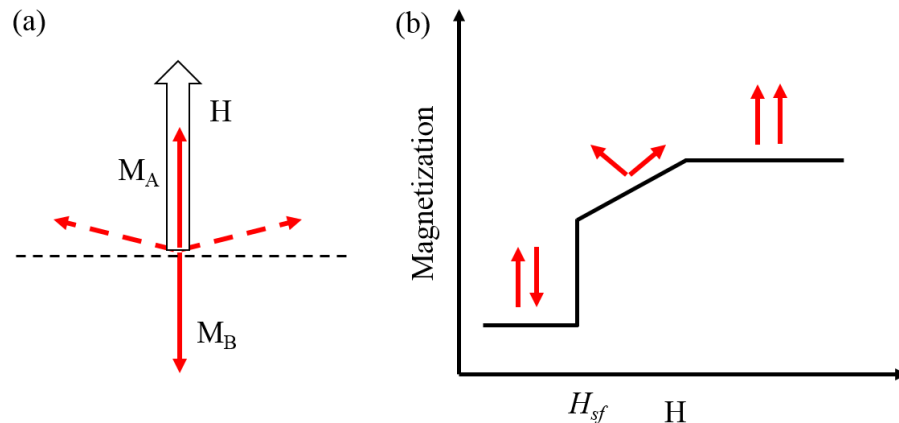 (a)
H
M_A
M_B
(b)
Magnetization
H_sf
H